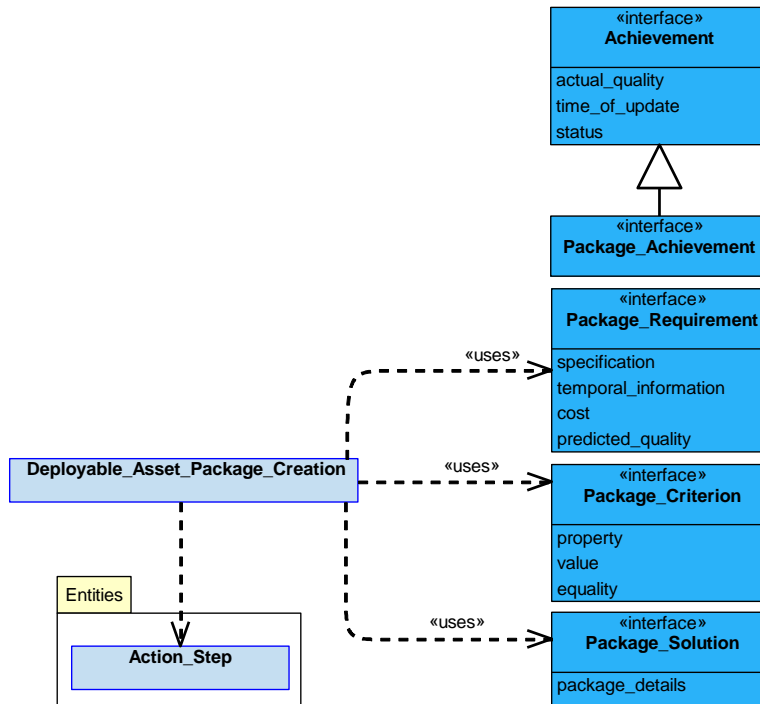 «interface»
Achievement
actual_quality
time_of_update
status
«interface»
Package_Achievement
«interface»
Package_Requirement
specification
temporal_information
cost
predicted_quality
«uses»
Deployable_Asset_Package_Creation
«uses»
«interface»
Package_Criterion
property
value
equality
Entities
Action_Step
«uses»
«interface»
Package_Solution
package_details